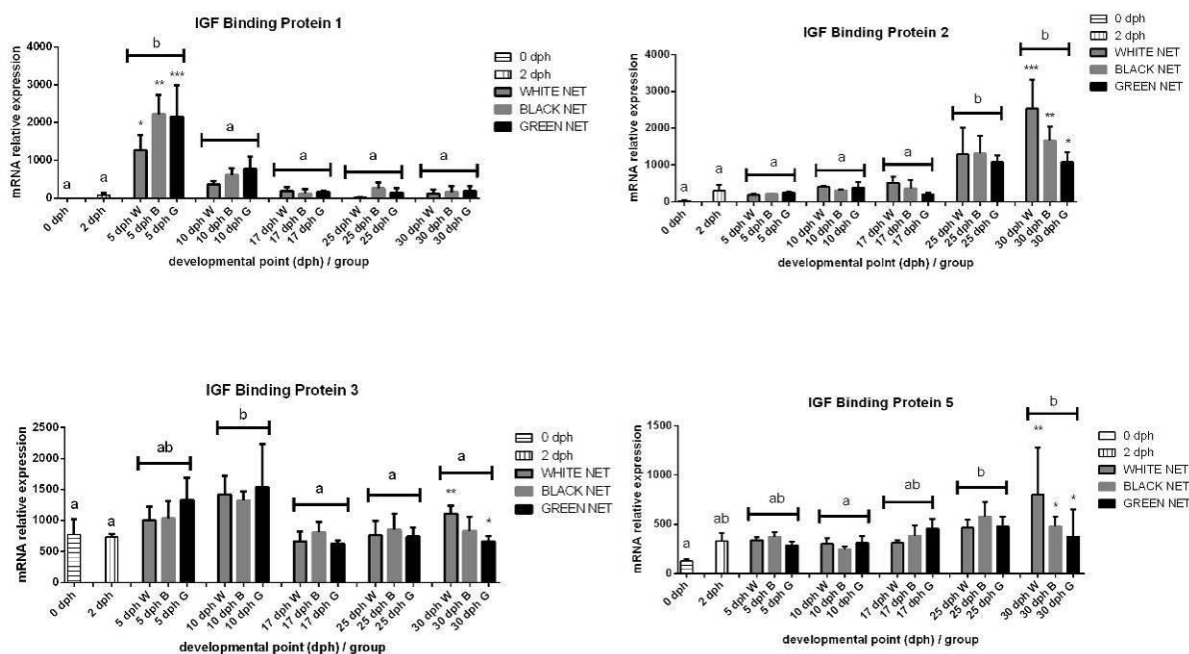 IGF Binding Protein 1
mRNA relative expression
4000
3000
2000
1000
0
a
a
b
*
**
***
a
a
a
a
0 dph
2 dph
5 dph W
5 dph B
5 dph G
10 dph W
10 dph B
10 dph G
17 dph W
17 dph B
17 dph G
25 dph W
25 dph B
25 dph G
30 dph W
30 dph B
30 dph G
developmental point (dph) / group
0 dph
2 dph
WHITE NET
BLACK NET
GREEN NET
IGF Binding Protein 2
mRNA relative expression
4000
3000
2000
1000
0
a
a
a
a
a
b
b
***
**
*
0 dph
2 dph
5 dph W
5 dph B
5 dph G
10 dph W
10 dph B
10 dph G
17 dph W
17 dph B
17 dph G
25 dph W
25 dph B
25 dph G
30 dph W
30 dph B
30 dph G
developmental point (dph) / group
0 dph
2 dph
WHITE NET
BLACK NET
GREEN NET
IGF Binding Protein 3
mRNA relative expression
2500
2000
1500
1000
500
0
a
a
ab
b
a
a
a
**
*
0 dph
2 dph
5 dph W
5 dph B
5 dph G
10 dph W
10 dph B
10 dph G
17 dph W
17 dph B
17 dph G
25 dph W
25 dph B
25 dph G
30 dph W
30 dph B
30 dph G
developmental point (dph) / group
0 dph
2 dph
WHITE NET
BLACK NET
GREEN NET
IGF Binding Protein 5
mRNA relative expression
1500
1000
500
0
a
ab
ab
a
ab
b
b
**
*
*
0 dph
2 dph
5 dph W
5 dph B
5 dph G
10 dph W
10 dph B
10 dph G
17 dph W
17 dph B
17 dph G
25 dph W
25 dph B
25 dph G
30 dph W
30 dph B
30 dph G
developmental point (dph) / group
0 dph
2 dph
WHITE NET
BLACK NET
GREEN NET